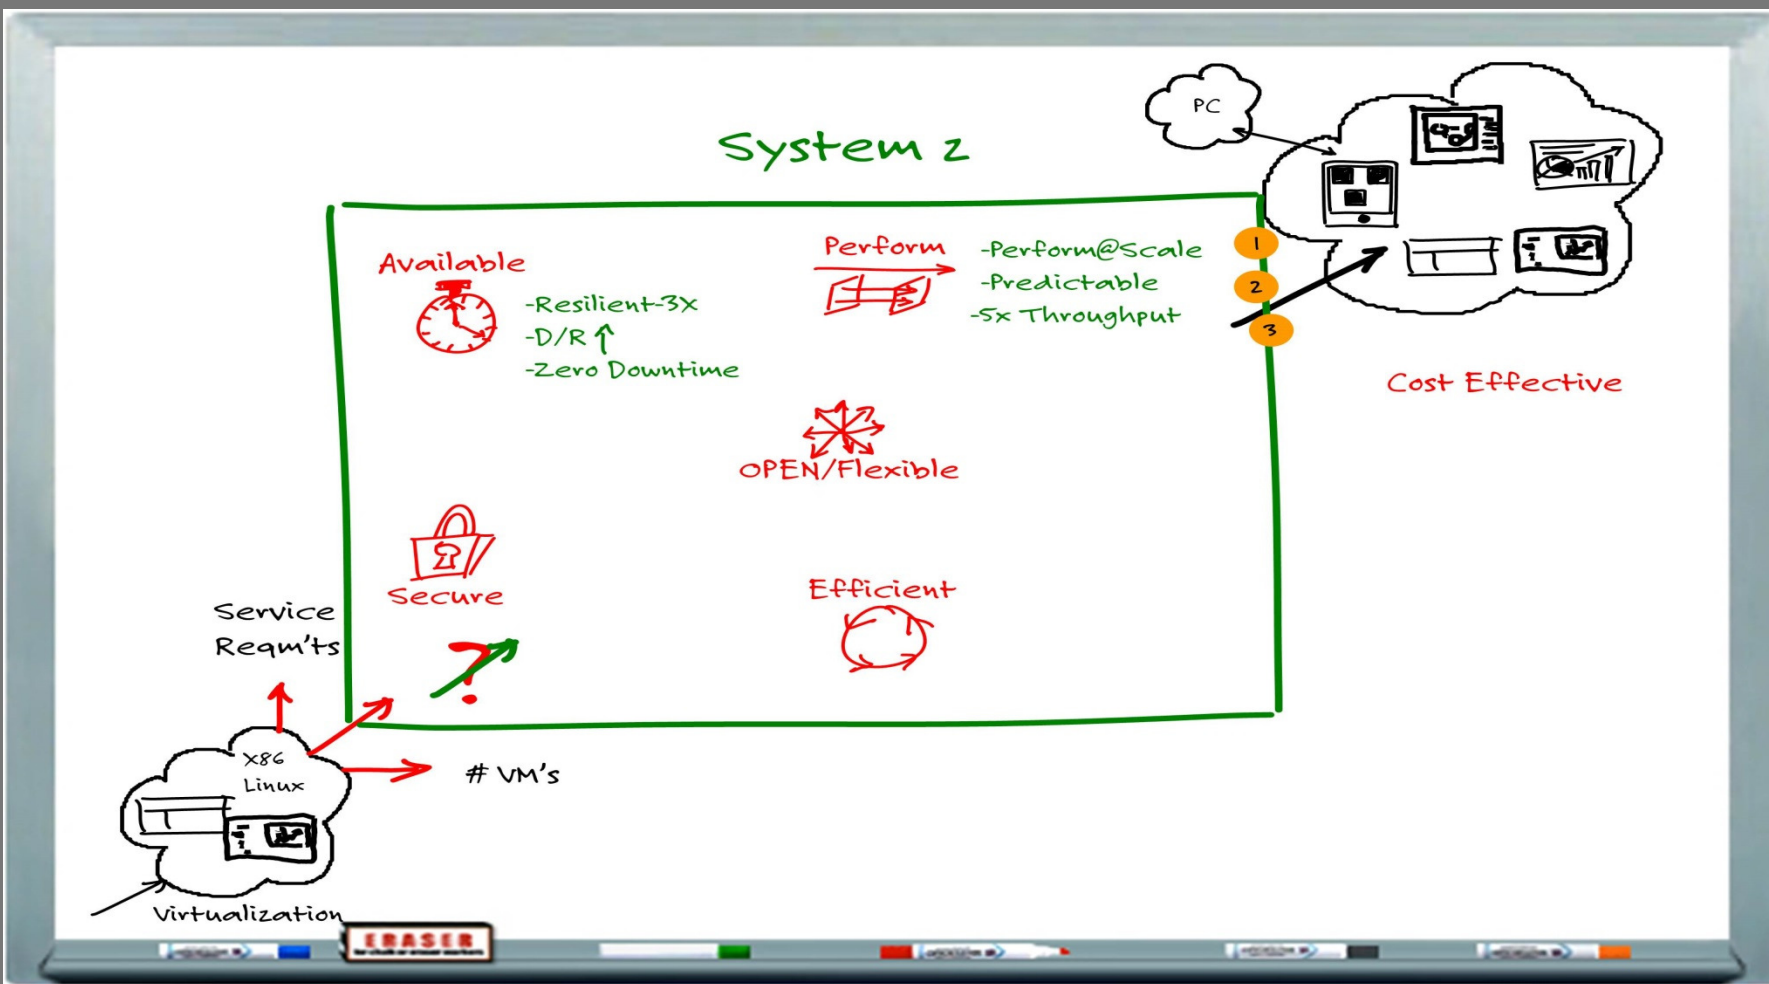 System z
PC
Available
-Resilient-3X
-D/R
-Zero Downtime
Perform
-Perform@Scale
-Predictable
-5x Throughput
1
2
3
Cost Effective
OPEN/Flexible
Secure
Efficient
Service
Reqm'ts
?
X86
Linux
# VM's
Virtualization
ERASER